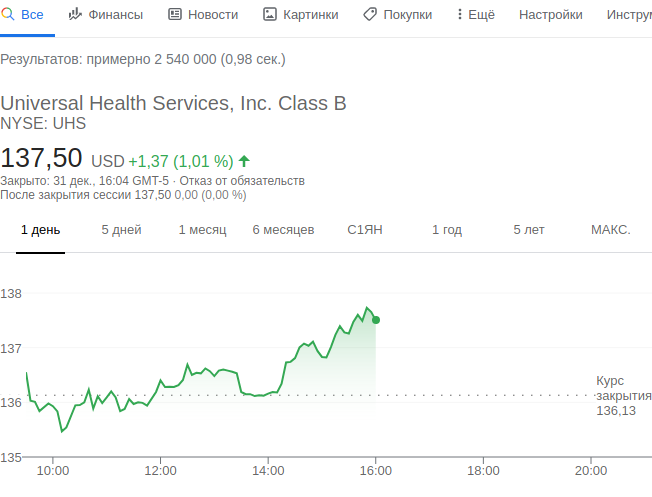 Все Финансы Новости Картинки Покупки Ещё Настройки Инстру
Результатов: примерно 2 540 000 (0,98 сек.)
Universal Health Services, Inc. Class B
NYSE: UHS
137,50 USD +1,37 (1,01 %)
Закрыто: 31 дек., 16:04 GMT-5 · Отказ от обязательств
После закрытия сессии 137,50 0,00 (0,00 %)
1 день 5 дней 1 месяц 6 месяцев С1ЯН 1 год 5 лет МАКС.
138
137
136
135
Курс
закрытия
136,13
10:00 12:00 14:00 16:00 18:00 20:00